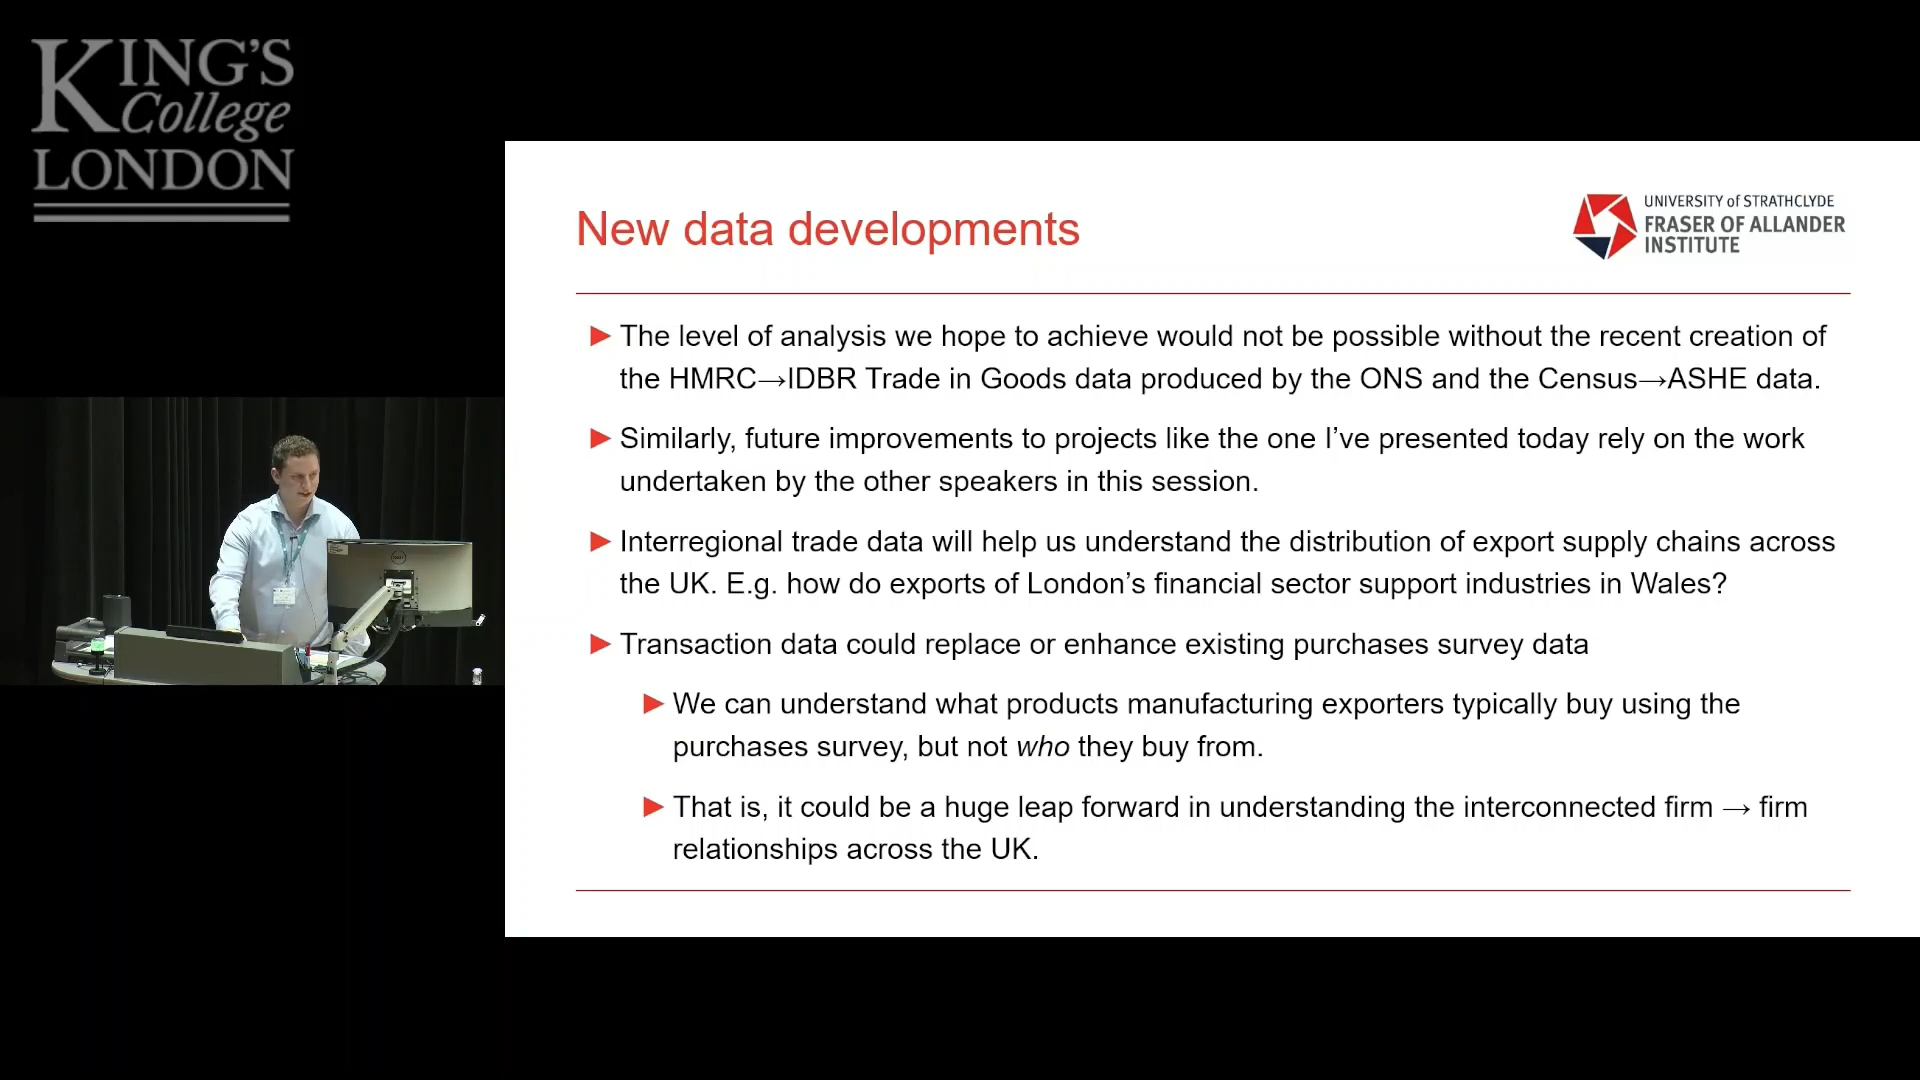 KING'S
College
LONDON
New data developments
UNIVERSITY of STRATHCLYDE
FRASER OF ALLANDER
INSTITUTE
► The level of analysis we hope to achieve would not be possible without the recent creation of
the HMRC→IDBR Trade in Goods data produced by the ONS and the Census→ASHE data.
► Similarly, future improvements to projects like the one I've presented today rely on the work
undertaken by the other speakers in this session.
► Interregional trade data will help us understand the distribution of export supply chains across
the UK. E.g. how do exports of London's financial sector support industries in Wales?
► Transaction data could replace or enhance existing purchases survey data
► We can understand what products manufacturing exporters typically buy using the
purchases survey, but not who they buy from.
► That is, it could be a huge leap forward in understanding the interconnected firm → firm
relationships across the UK.